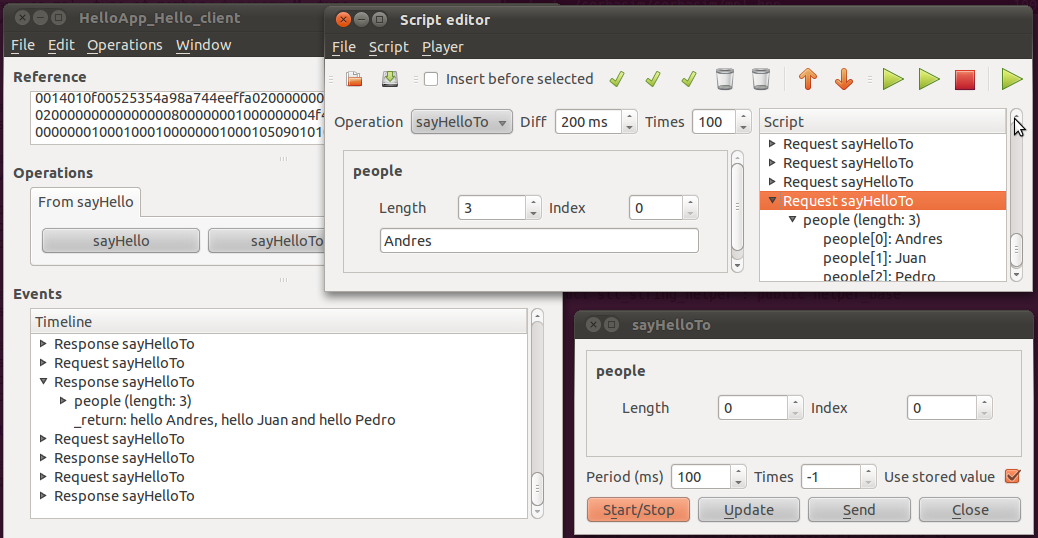 HelloApp_Hello_client
File Edit Operations Window
Reference
0014010f00525354a98a744eeffa020000000
020000000000000008000000010000000004f4
000000010001000100000001000105090101
Operations
From sayHello
sayHello sayHelloTo
Events
Timeline
Response sayHelloTo
Request sayHelloTo
Response sayHelloTo
people (length: 3)
_return: hello Andres, hello Juan and hello Pedro
Request sayHelloTo
Response sayHelloTo
Request sayHelloTo
Response sayHelloTo
Script editor
File Script Player
Insert before selected
Operation sayHelloTo Diff 200 ms Times 100
people
Length 3 Index 0
Andres
Script
Request sayHelloTo
Request sayHelloTo
Request sayHelloTo
Request sayHelloTo
people (length: 3)
people[0]: Andres
people[1]: Juan
people[2]: Pedro
sayHelloTo
people
Length 0 Index 0
Period (ms) 100 Times -1 Use stored value
Start/Stop Update Send Close